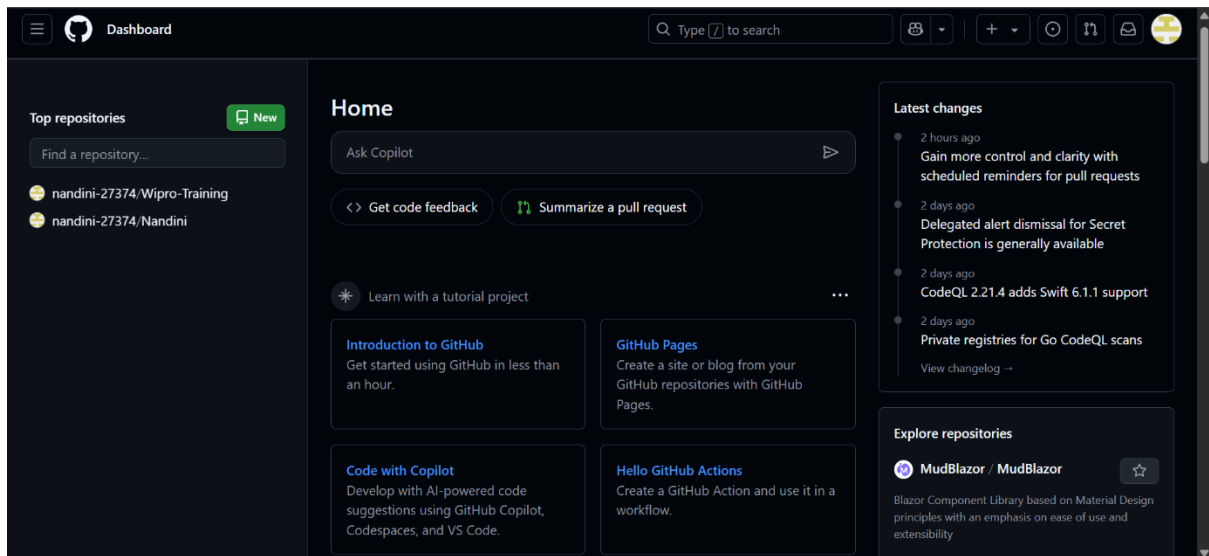 Dashboard
Type / to search
Top repositories
New
Find a repository...
nandini-27374/Wipro-Training
nandini-27374/Nandini
Home
Ask Copilot
Get code feedback
Summarize a pull request
Learn with a tutorial project
Introduction to GitHub
Get started using GitHub in less than
an hour.
GitHub Pages
Create a site or blog from your
GitHub repositories with GitHub
Pages.
Code with Copilot
Develop with AI-powered code
suggestions using GitHub Copilot,
Codespaces, and VS Code.
Hello GitHub Actions
Create a GitHub Action and use it in a
workflow.
Latest changes
2 hours ago
Gain more control and clarity with
scheduled reminders for pull requests
2 days ago
Delegated alert dismissal for Secret
Protection is generally available
2 days ago
CodeQL 2.21.4 adds Swift 6.1.1 support
2 days ago
Private registries for Go CodeQL scans
View changelog →
Explore repositories
MudBlazor / MudBlazor
Blazor Component Library based on Material Design
principles with an emphasis on ease of use and
extensibility